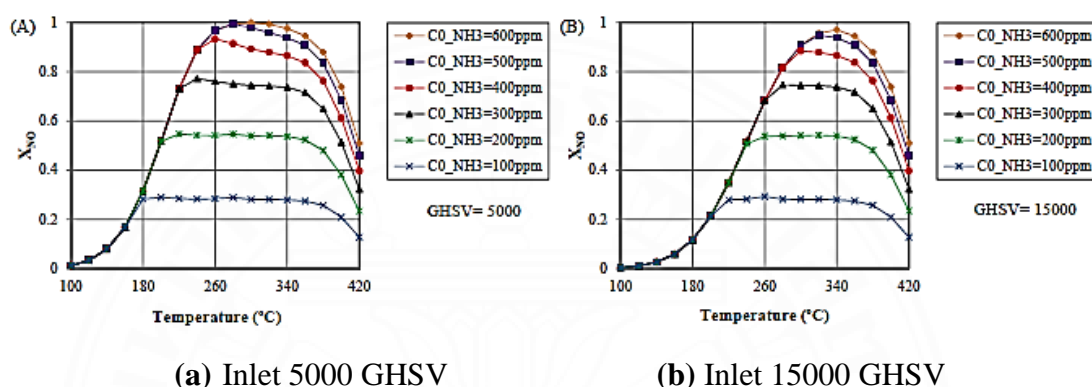 (A)
1
0.8
0.6
0.4
0.2
0
X_NO
100 180 260 340 420
Temperature (°C)
C0_NH3=600ppm
C0_NH3=500ppm
C0_NH3=400ppm
C0_NH3=300ppm
C0_NH3=200ppm
C0_NH3=100ppm
GHSV= 5000
(B)
1
0.8
0.6
0.4
0.2
0
X_NO
100 180 260 340 420
Temperature (°C)
C0_NH3=600ppm
C0_NH3=500ppm
C0_NH3=400ppm
C0_NH3=300ppm
C0_NH3=200ppm
C0_NH3=100ppm
GHSV= 15000
(a) Inlet 5000 GHSV
(b) Inlet 15000 GHSV